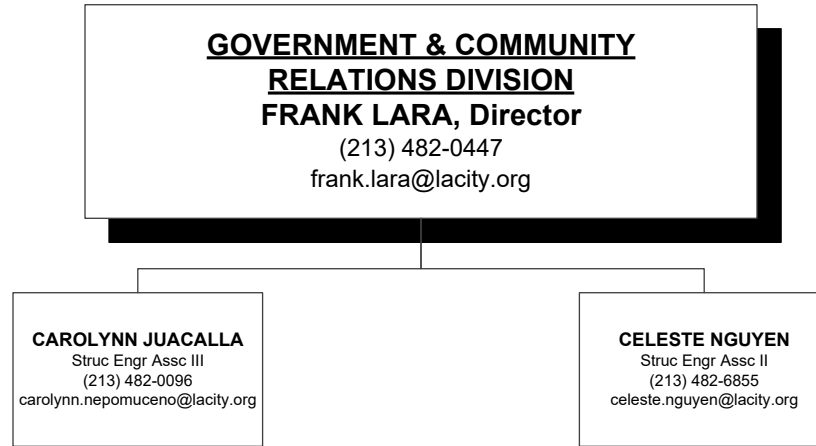 GOVERNMENT & COMMUNITY
RELATIONS DIVISION
FRANK LARA, Director
(213) 482-0447
frank.lara@lacity.org
CAROLYNN JUACALLA
Struc Engr Assc III
(213) 482-0096
carolynn.nepomuceno@lacity.org
CELESTE NGUYEN
Struc Engr Assc II
(213) 482-6855
celeste.nguyen@lacity.org